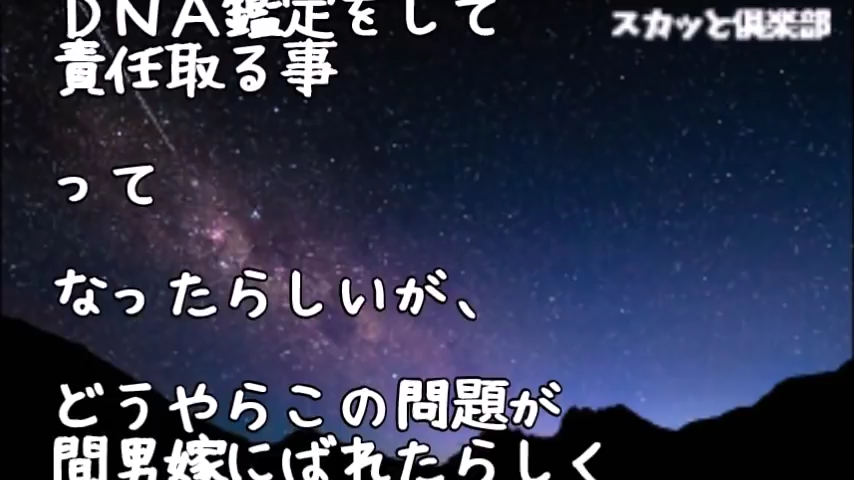 スカッと倶楽部
DNA鑑定をして
責任取る事
って
なったらしいが、
どうやらこの問題が
間男嫁にばれたらしく